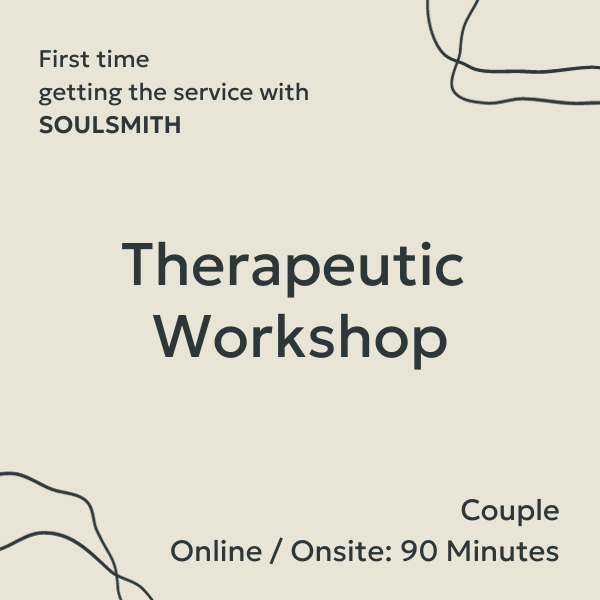 First time
getting the service with
SOULSMITH
Therapeutic
Workshop
Couple
Online / Onsite: 90 Minutes